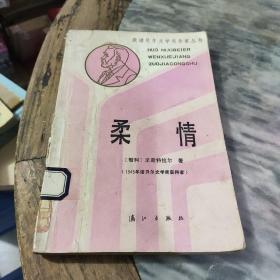 获诺贝尔文学奖作家丛书
HUO NUOBEIER
WENXUEJIANG
ZUOJIACONGSHU
柔情
〔智利〕米斯特拉尔 著
(1945年诺贝尔文学奖获得者)
漓江出版社